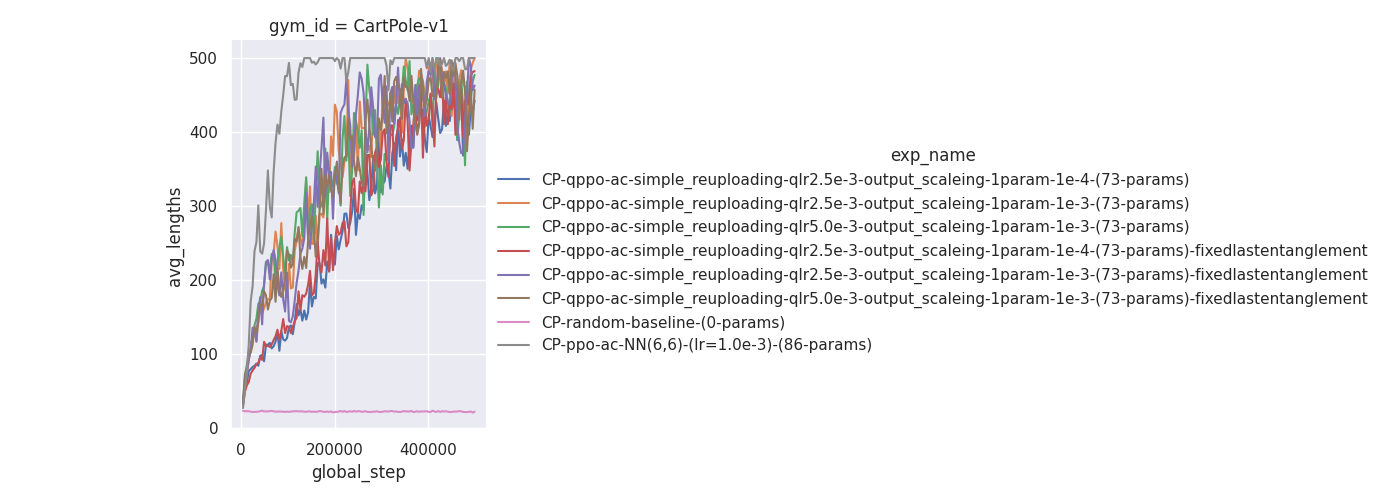 gym_id = CartPole-v1
500
400
300
200
100
0
avg_lengths
0
200000
400000
global_step
exp_name
CP-qppo-ac-simple_reuploading-qlr2.5e-3-output_scaleing-1param-1e-4-(73-params)
CP-qppo-ac-simple_reuploading-qlr2.5e-3-output_scaleing-1param-1e-3-(73-params)
CP-qppo-ac-simple_reuploading-qlr5.0e-3-output_scaleing-1param-1e-3-(73-params)
CP-qppo-ac-simple_reuploading-qlr2.5e-3-output_scaleing-1param-1e-4-(73-params)-fixedlastentanglement
CP-qppo-ac-simple_reuploading-qlr2.5e-3-output_scaleing-1param-1e-3-(73-params)-fixedlastentanglement
CP-qppo-ac-simple_reuploading-qlr5.0e-3-output_scaleing-1param-1e-3-(73-params)-fixedlastentanglement
CP-random-baseline-(0-params)
CP-ppo-ac-NN(6,6)-(lr=1.0e-3)-(86-params)